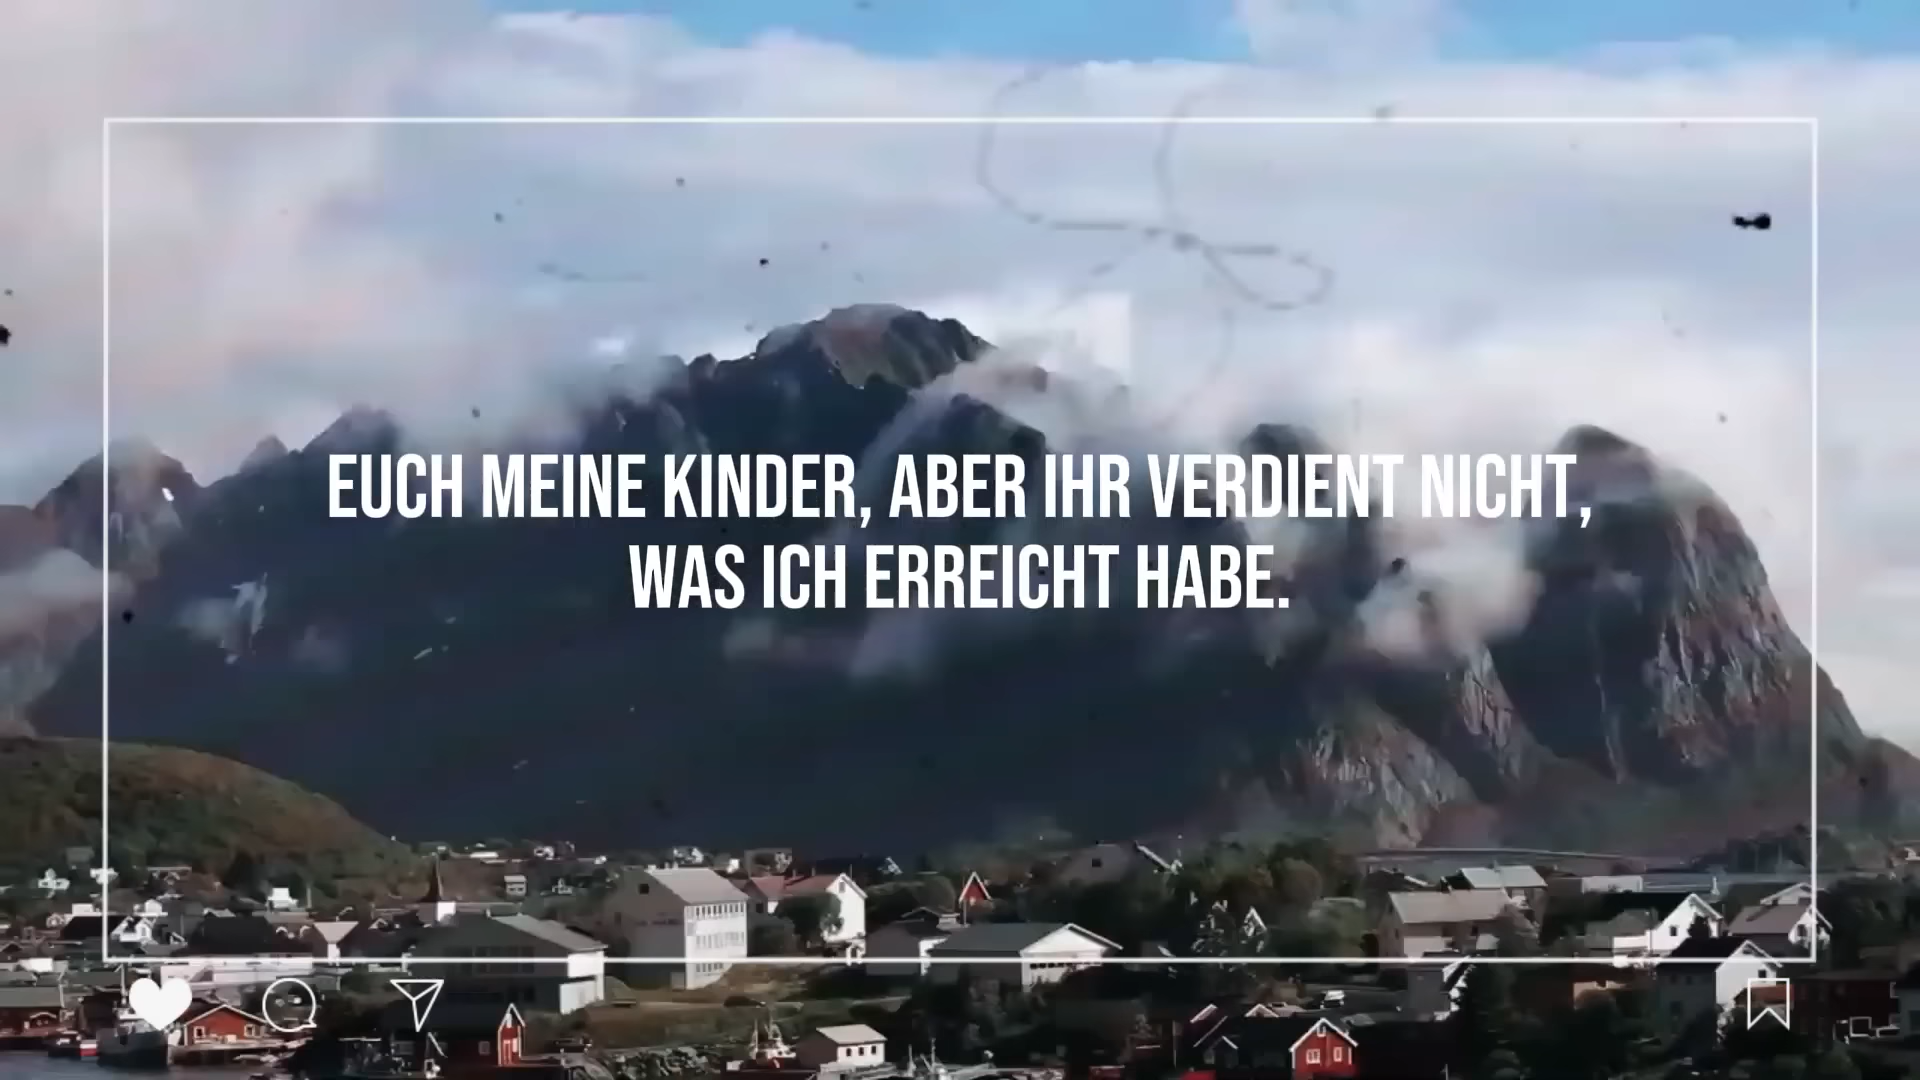 EUCH MEINE KINDER, ABER IHR VERDIENT NICHT,
WAS ICH ERREICHT HABE.